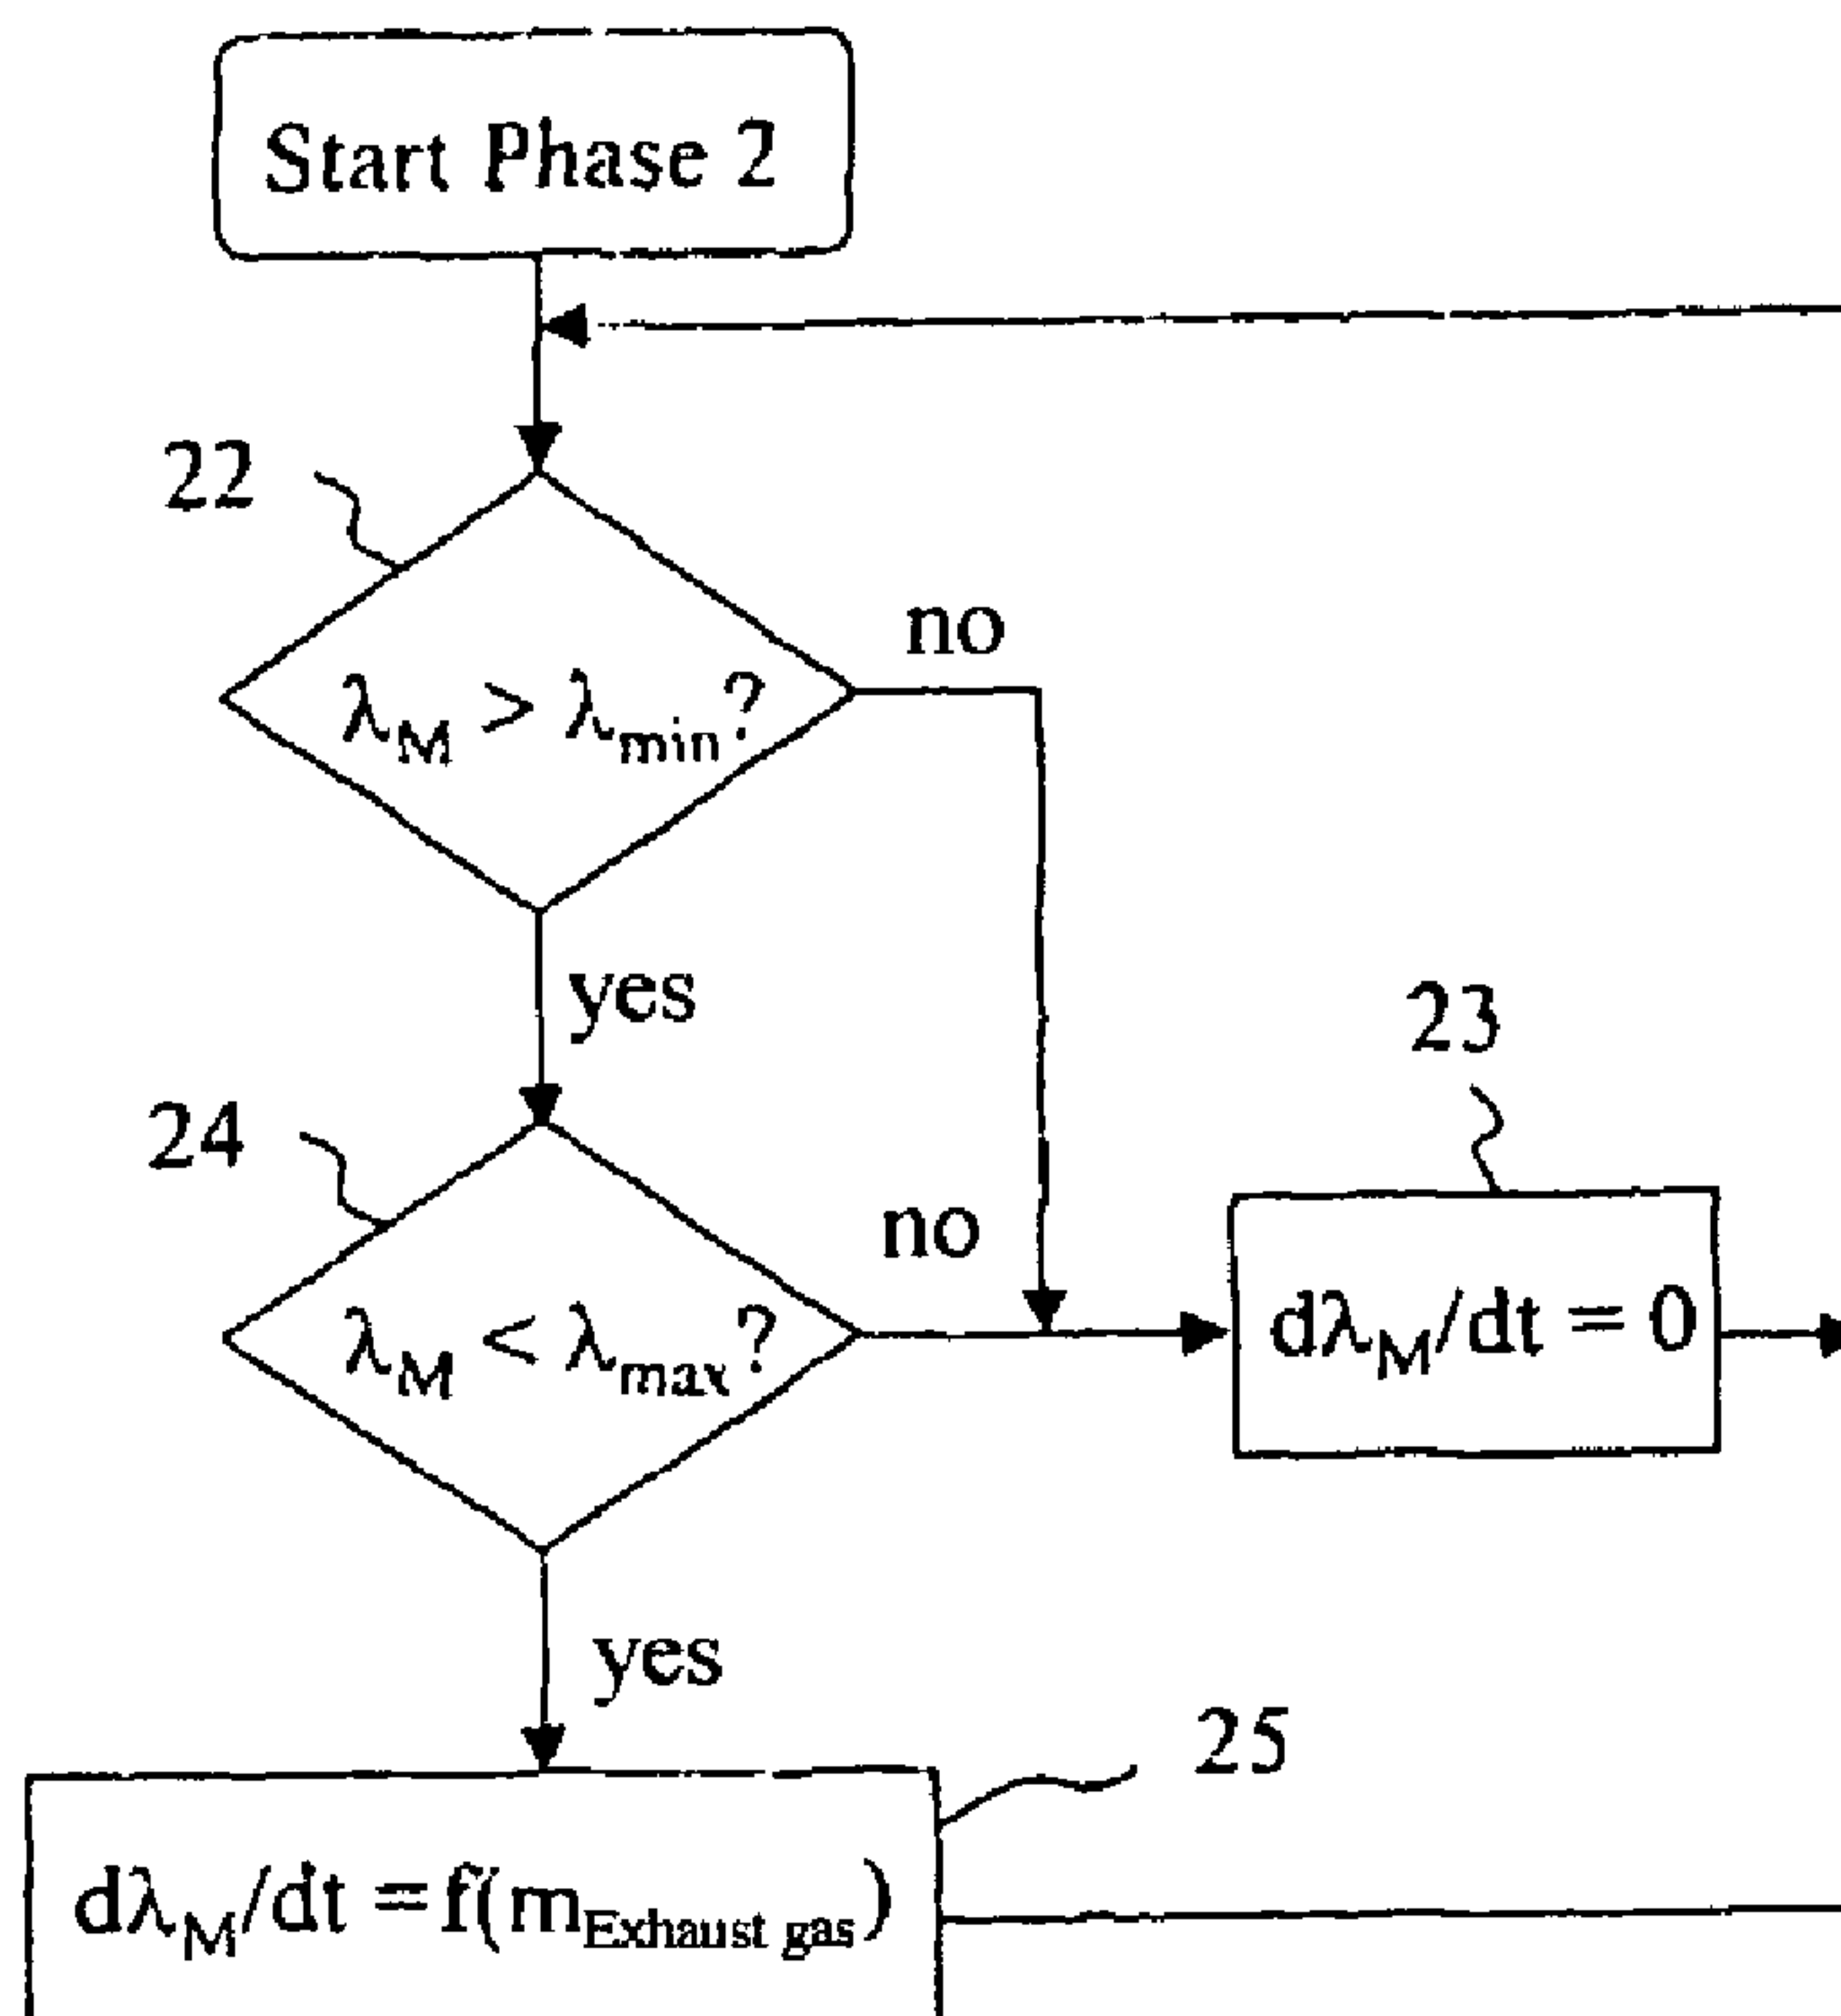 Start Phase 2
22
no
λM > λmin?
yes
23
24
no
λM < λmax?
dλM/dt = 0
yes
25
dλM/dt = f(mExhaust gas)